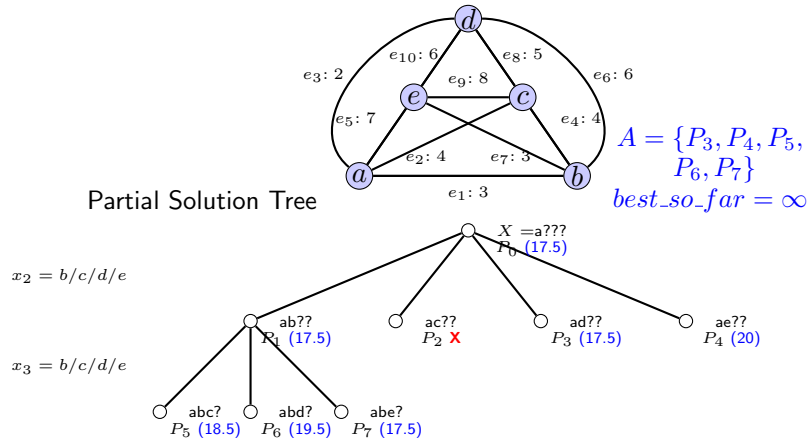 d
e₁₀: 6
e₈: 5
e₃: 2
e₉: 8
e₆: 6
e
c
e₅: 7
e₄: 4
A = {P₃, P₄, P₅,
e₂: 4
e₇: 3
P₆, P₇}
a
b
e₁: 3
best_so_far = ∞
Partial Solution Tree
X =a???
P₀ (17.5)
x₂ = b/c/d/e
ab??
ac??
ad??
ae??
P₁ (17.5)
P₂ X
P₃ (17.5)
P₄ (20)
x₃ = b/c/d/e
abc?
abd?
abe?
P₅ (18.5)
P₆ (19.5)
P₇ (17.5)